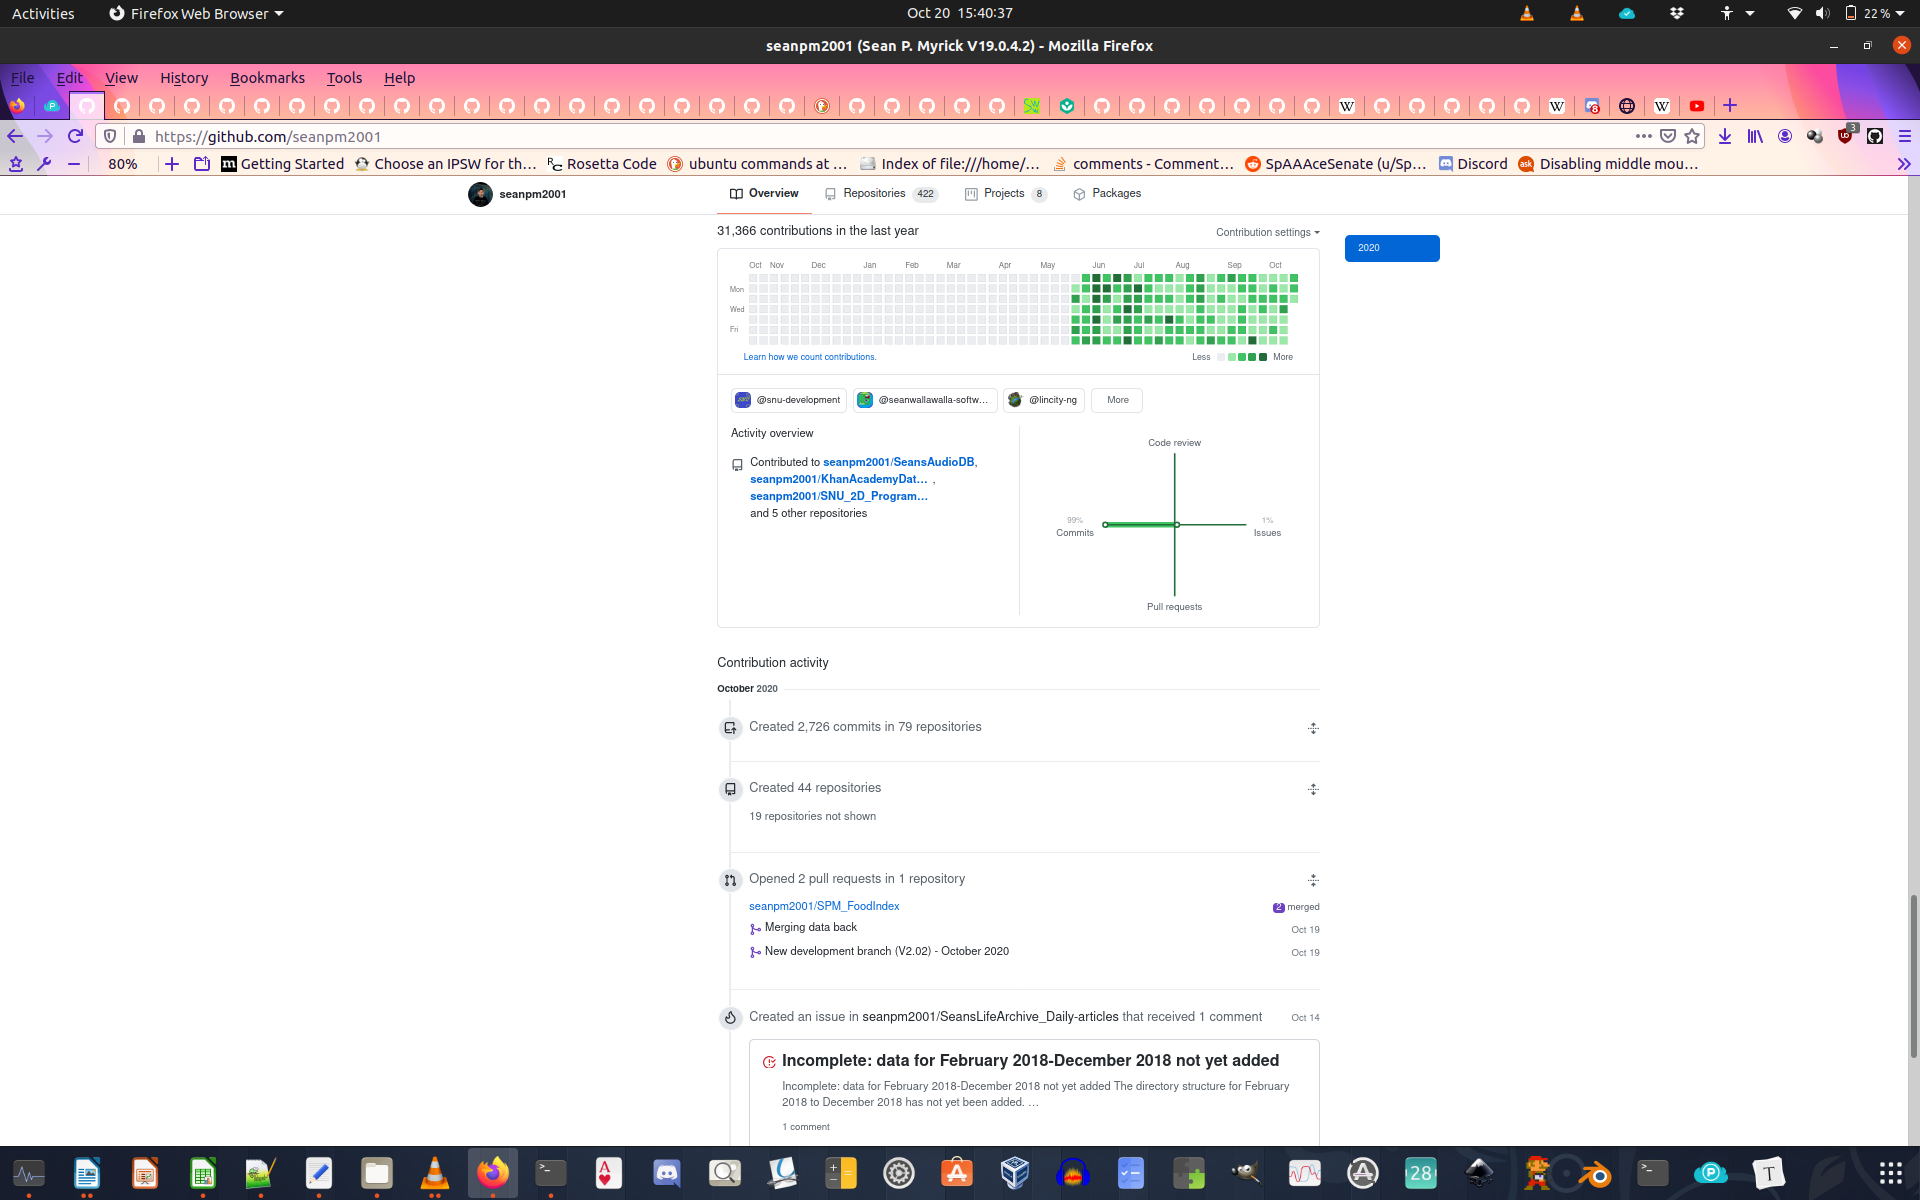 Activities
Firefox Web Browser
Oct 20 15:40:37
22 %
seanpm2001 (Sean P. Myrick V19.0.4.2) - Mozilla Firefox
File Edit View History Bookmarks Tools Help
https://github.com/seanpm2001
3
80%
Getting Started
Choose an IPSW for th…
Rosetta Code
ubuntu commands at …
Index of file:///home/…
comments - Comment…
SpAAAceSenate (u/Sp…
Discord
Disabling middle mou…
seanpm2001
Overview
Repositories 422
Projects 8
Packages
31,366 contributions in the last year
Contribution settings
2020
Oct Nov Dec Jan Feb Mar Apr May Jun Jul Aug Sep Oct
Mon
Wed
Fri
Learn how we count contributions.
Less More
@snu-development
@seanwallawalla-softw…
@lincity-ng
More
Activity overview
Contributed to seanpm2001/SeansAudioDB,
seanpm2001/KhanAcademyDat… ,
seanpm2001/SNU_2D_Program…
and 5 other repositories
Code review
99%
Commits
1%
Issues
Pull requests
Contribution activity
October 2020
Created 2,726 commits in 79 repositories
Created 44 repositories
19 repositories not shown
Opened 2 pull requests in 1 repository
seanpm2001/SPM_FoodIndex
2 merged
Merging data back
Oct 19
New development branch (V2.02) - October 2020
Oct 19
Created an issue in seanpm2001/SeansLifeArchive_Daily-articles that received 1 comment
Oct 14
Incomplete: data for February 2018-December 2018 not yet added
Incomplete: data for February 2018-December 2018 not yet added The directory structure for February
2018 to December 2018 has not yet been added. …
1 comment
28